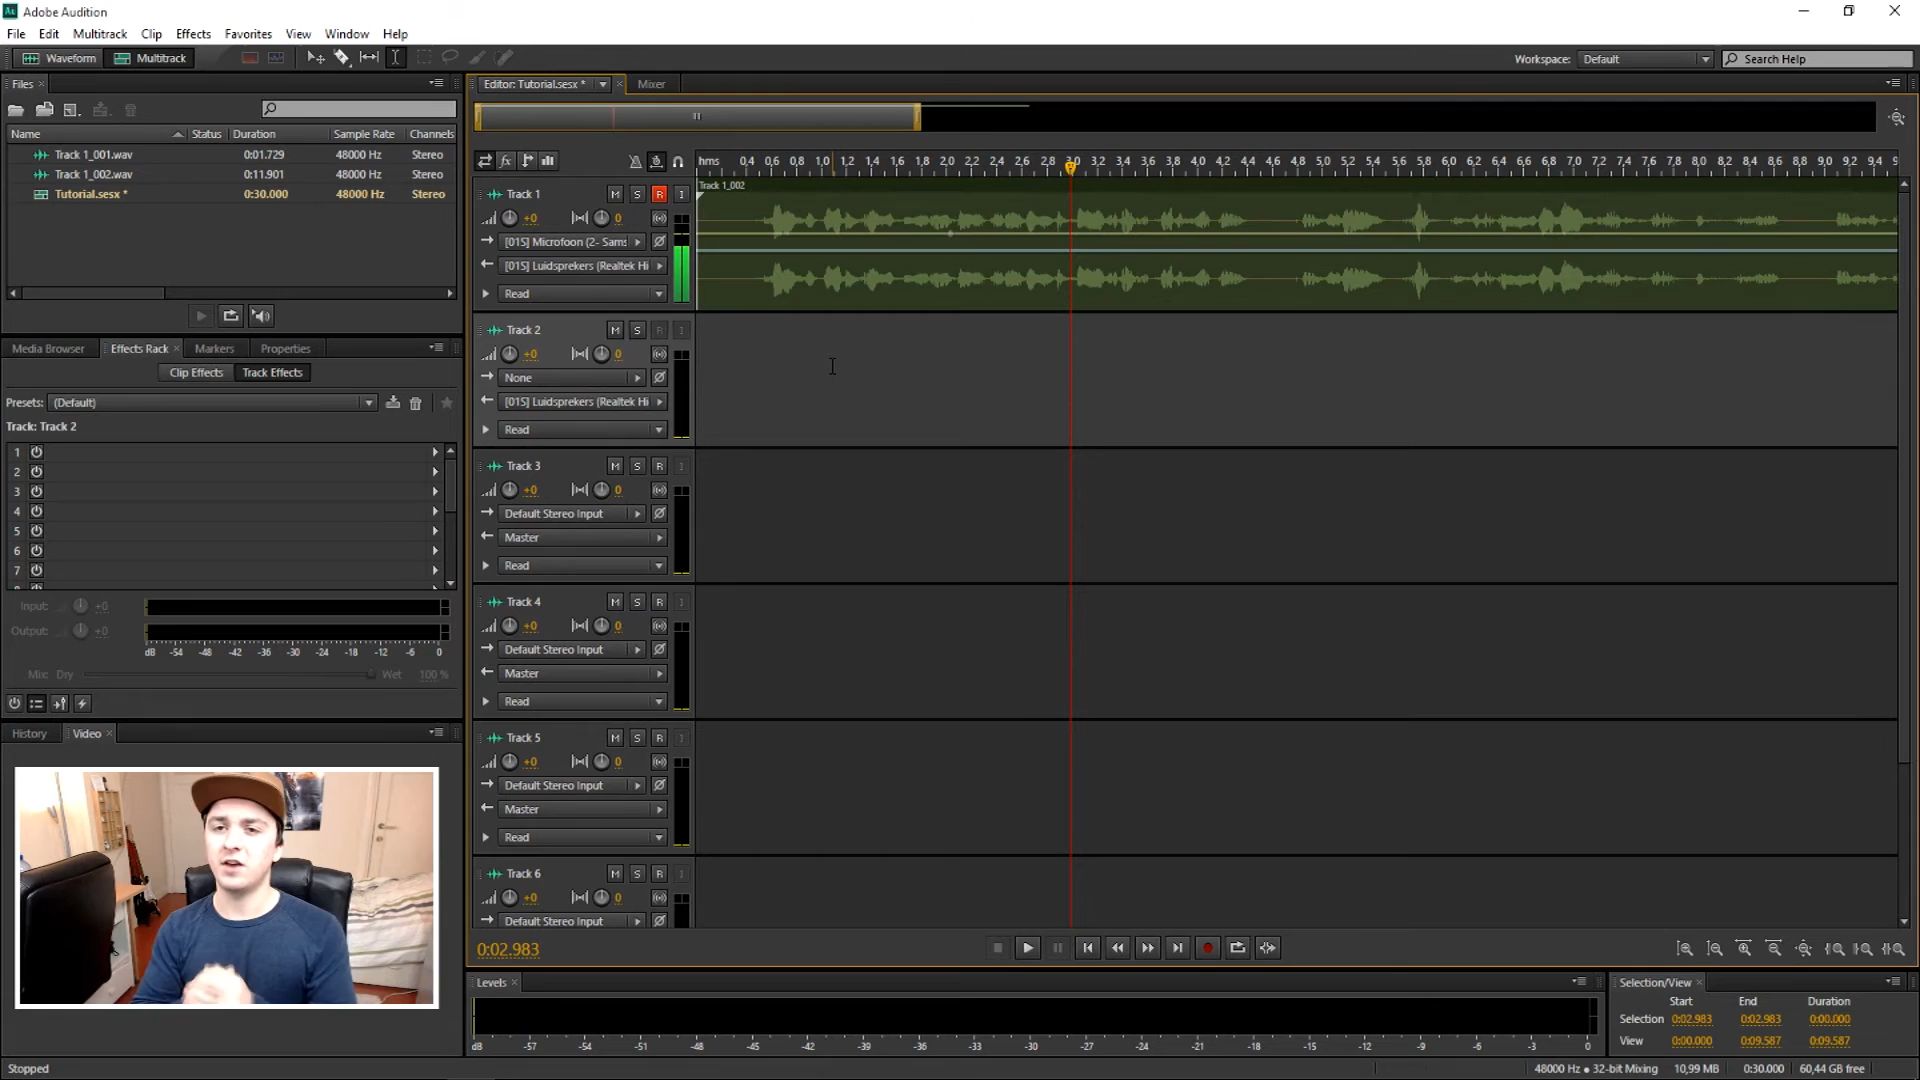 Adobe Audition
File Edit Multitrack Clip Effects Favorites View Window Help
Waveform Multitrack Workspace: Default Search Help
Files
Name Status Duration Sample Rate Channels
Track 1_001.wav 0:01.729 48000 Hz Stereo
Track 1_002.wav 0:11.901 48000 Hz Stereo
Tutorial.sesx * 0:30.000 48000 Hz Stereo
Media Browser Effects Rack Markers Properties
Clip Effects Track Effects
Presets: (Default)
Track: Track 2
1
2
3
4
5
6
7
Input: +0
Output: +0
dB -54 -48 -42 -36 -30 -24 -18 -12 -6 0
Mix: Dry Wet 100 %
History Video
Editor: Tutorial.sesx * Mixer
hms 0,4 0,6 0,8 1,0 1,2 1,4 1,6 1,8 2,0 2,2 2,4 2,6 2,8 3,0 3,2 3,4 3,6 3,8 4,0 4,2 4,4 4,6 4,8 5,0 5,2 5,4 5,6 5,8 6,0 6,2 6,4 6,6 6,8 7,0 7,2 7,4 7,6 7,8 8,0 8,2 8,4 8,6 8,8 9,0 9,2 9,4
Track 1_002
Track 1 M S R I
+0 0
[01S] Microfoon (2- Sams
[01S] Luidsprekers (Realtek Hi
Read
Track 2 M S R I
+0 0
None
[01S] Luidsprekers (Realtek Hi
Read
Track 3 M S R I
+0 0
Default Stereo Input
Master
Read
Track 4 M S R I
+0 0
Default Stereo Input
Master
Read
Track 5 M S R I
+0 0
Default Stereo Input
Master
Read
Track 6 M S R I
+0 0
Default Stereo Input
0:02.983
Levels
dB -57 -54 -51 -48 -45 -42 -39 -36 -33 -30 -27 -24 -21 -18 -15 -12 -9 -6 -3 0
Selection/View
Start End Duration
Selection 0:02.983 0:02.983 0:00.000
View 0:00.000 0:09.587 0:09.587
Stopped 48000 Hz ● 32-bit Mixing 10,99 MB 0:30.000 60,44 GB free